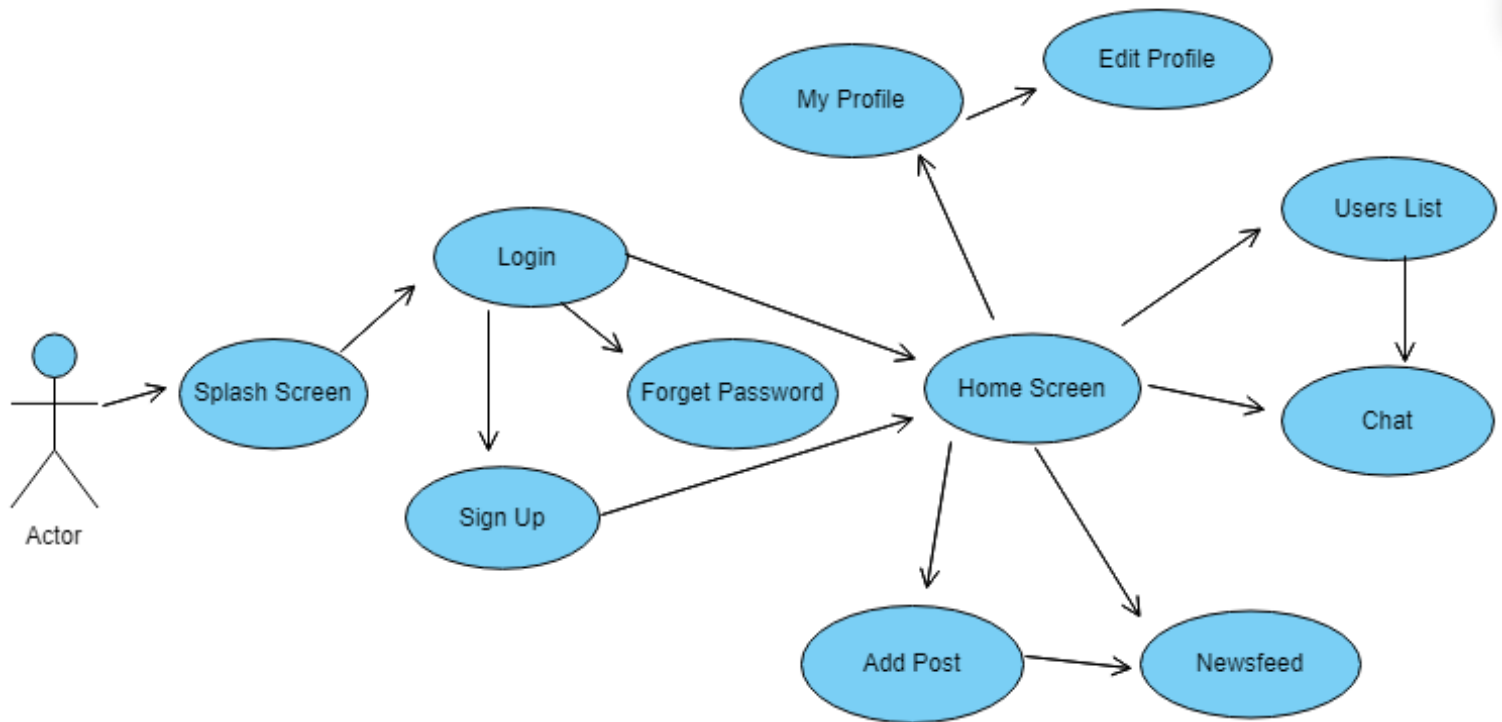 Edit Profile
My Profile
Users List
Login
Splash Screen
Forget Password
Home Screen
Chat
Sign Up
Actor
Add Post
Newsfeed